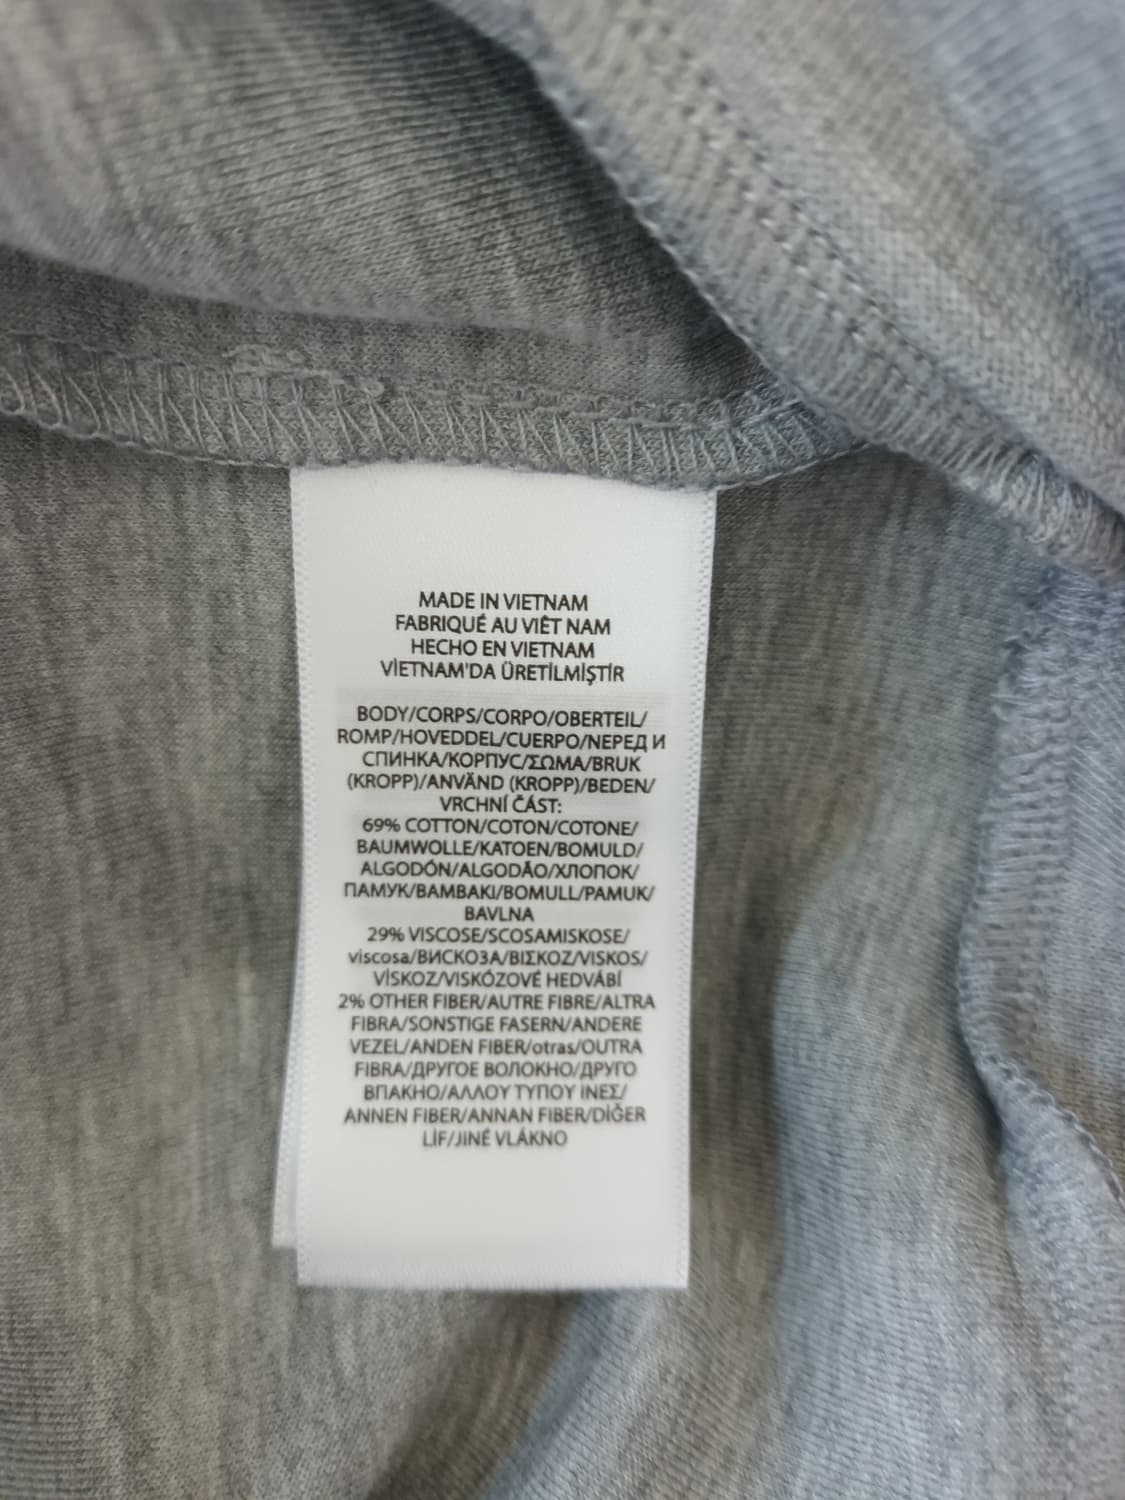 MADE IN VIETNAM
FABRIQUÉ AU VIÊT NAM
HECHO EN VIETNAM
VİETNAM'DA ÜRETİLMİŞTİR
BODY/CORPS/CORPO/OBERTEIL/
ROMP/HOVEDDEL/CUERPO/ПЕРЕД И
СПИНКА/КОРПУС/ΣΩΜΑ/BRUK
(KROPP)/ANVÄND (KROPP)/BEDEN/
VRCHNÍ ČÁST:
69% COTTON/COTON/COTONE/
BAUMWOLLE/KATOEN/BOMULD/
ALGODÓN/ALGODÃO/ХЛОПОК/
ПАМУК/ΒΑΜΒΑΚΙ/BOMULL/PAMUK/
BAVLNA
29% VISCOSE/SCOSAMISKOSE/
viscosa/ВИСКОЗА/ΒΙΣΚΟΖ/VISKOS/
VİSKOZ/VISKÓZOVÉ HEDVÁBÍ
2% OTHER FIBER/AUTRE FIBRE/ALTRA
FIBRA/SONSTIGE FASERN/ANDERE
VEZEL/ANDEN FIBER/otras/OUTRA
FIBRA/ДРУГОЕ ВОЛОКНО/ДРУГО
ВПАКНО/ΑΛΛΟΥ ΤΥΠΟΥ ΙΝΕΣ/
ANNEN FIBER/ANNAN FIBER/DİĞER
LİF/JINÉ VLÁKNO